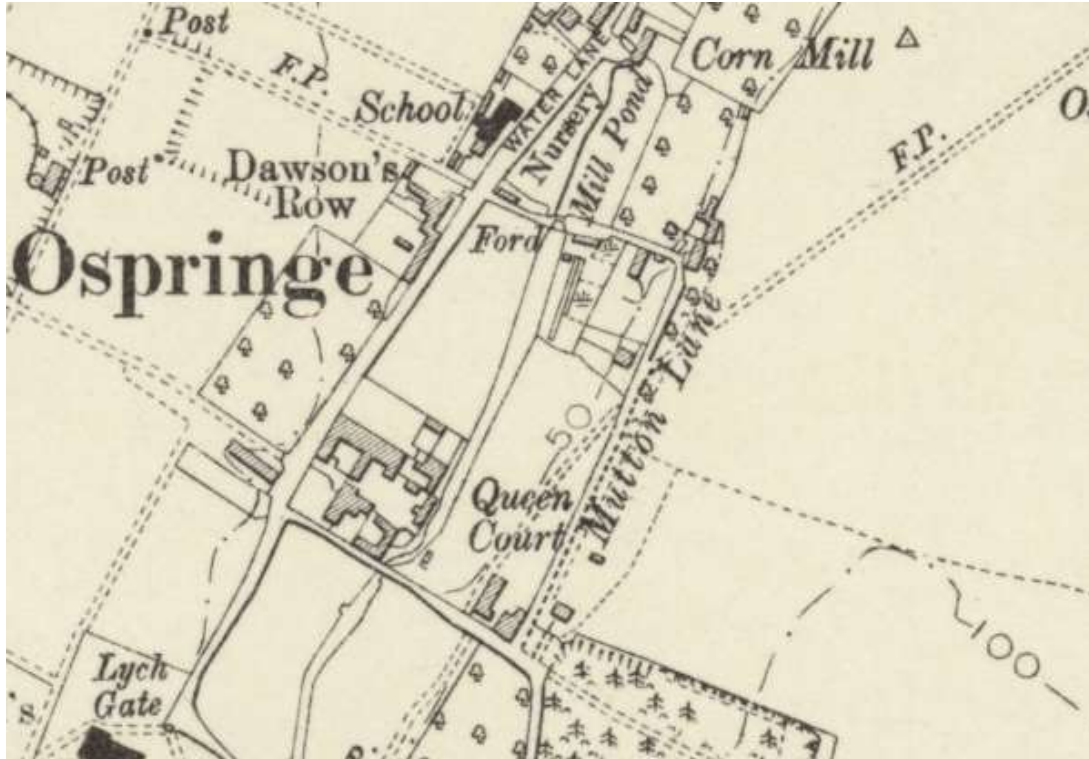 Post
F.P.
Corn Mill
School
WATER LANE
Nursery
Mill Pond
Post
Dawson's
Row
F.P.
Ford
Ospringe
Mutton Lane
50
Queen
Court
100
Lych
Gate